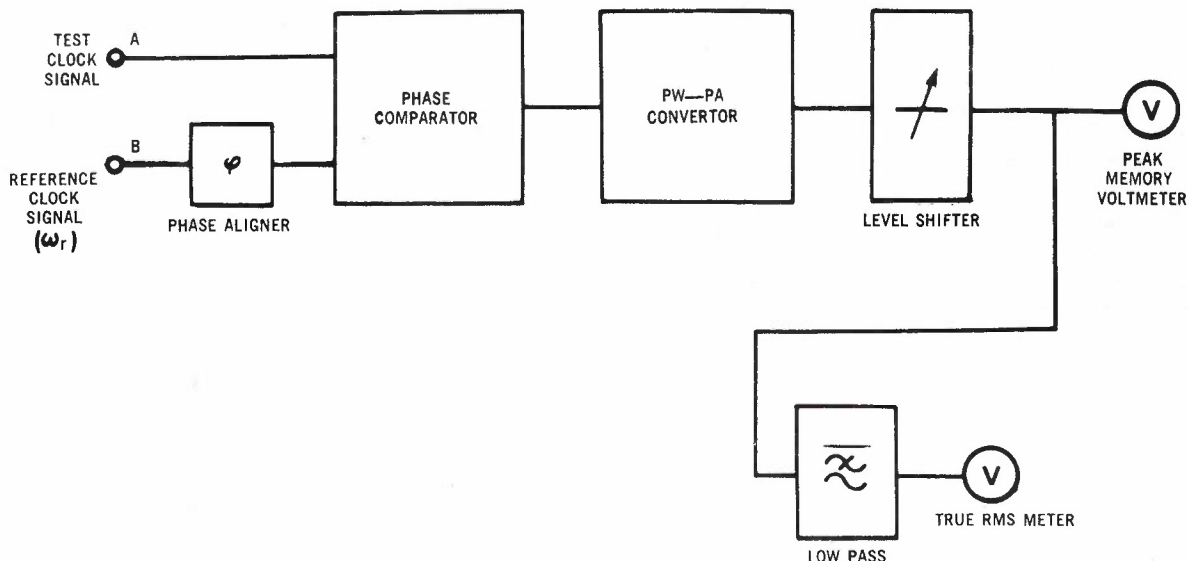 TEST
CLOCK
SIGNAL
A
B
REFERENCE
CLOCK
SIGNAL
(ωr)
φ
PHASE ALIGNER
PHASE
COMPARATOR
PW—PA
CONVERTOR
LEVEL SHIFTER
V
PEAK
MEMORY
VOLTMETER
V
TRUE RMS METER
LOW PASS